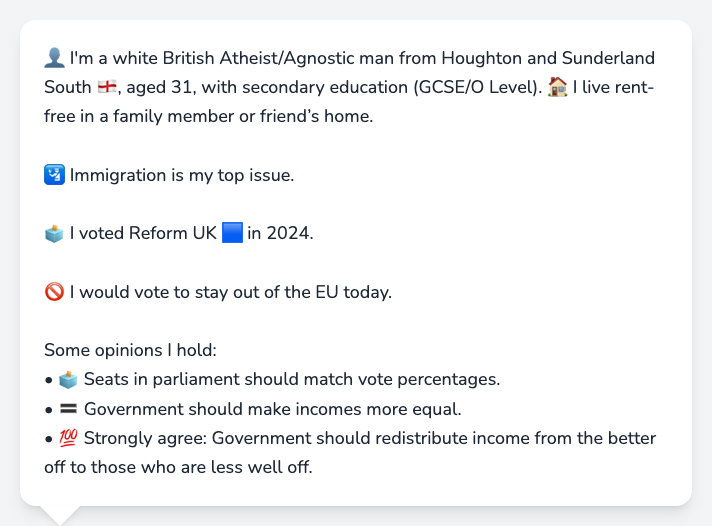 👤 I'm a white British Atheist/Agnostic man from Houghton and Sunderland
South 🏴󠁧󠁢󠁥󠁮󠁧󠁿, aged 31, with secondary education (GCSE/O Level). 🏠 I live rent-
free in a family member or friend’s home.
🛂 Immigration is my top issue.
🗳️ I voted Reform UK 🟦 in 2024.
🚫 I would vote to stay out of the EU today.
Some opinions I hold:
• 🗳️ Seats in parliament should match vote percentages.
• 🟰 Government should make incomes more equal.
• 💯 Strongly agree: Government should redistribute income from the better
off to those who are less well off.